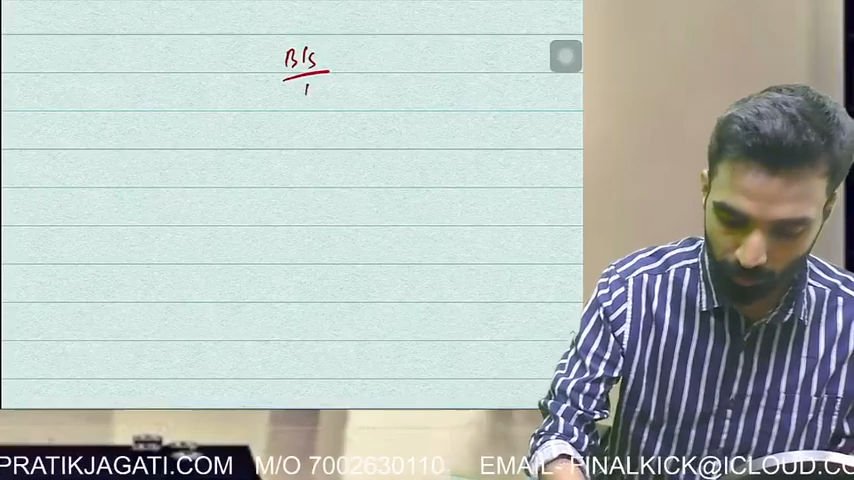 B/s
PRATIKJAGATI.COM M/O 7002630110 EMAIL- FINALKICK@ICLOUD.CO